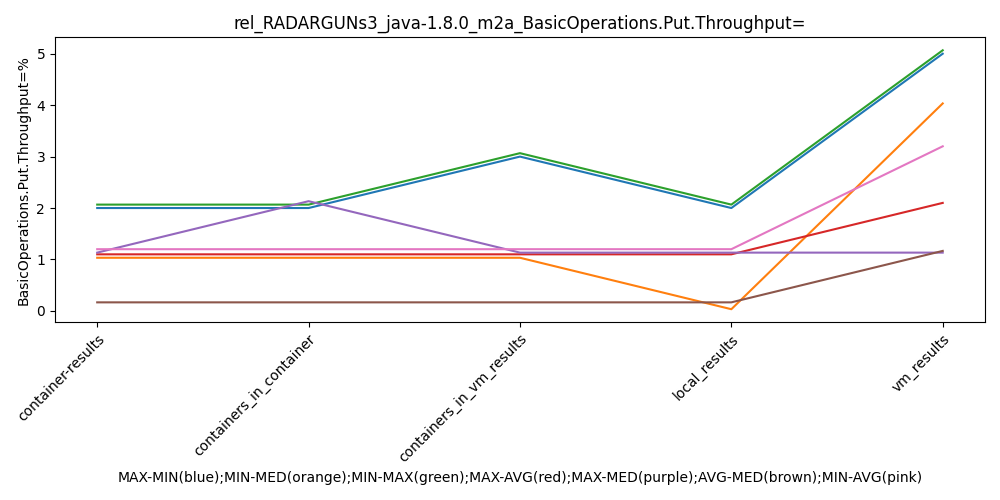 rel_RADARGUNs3_java-1.8.0_m2a_BasicOperations.Put.Throughput=
BasicOperations.Put.Throughput=%
5
4
3
2
1
0
container-results
containers_in_container
containers_in_vm_results
local_results
vm_results
MAX-MIN(blue);MIN-MED(orange);MIN-MAX(green);MAX-AVG(red);MAX-MED(purple);AVG-MED(brown);MIN-AVG(pink)